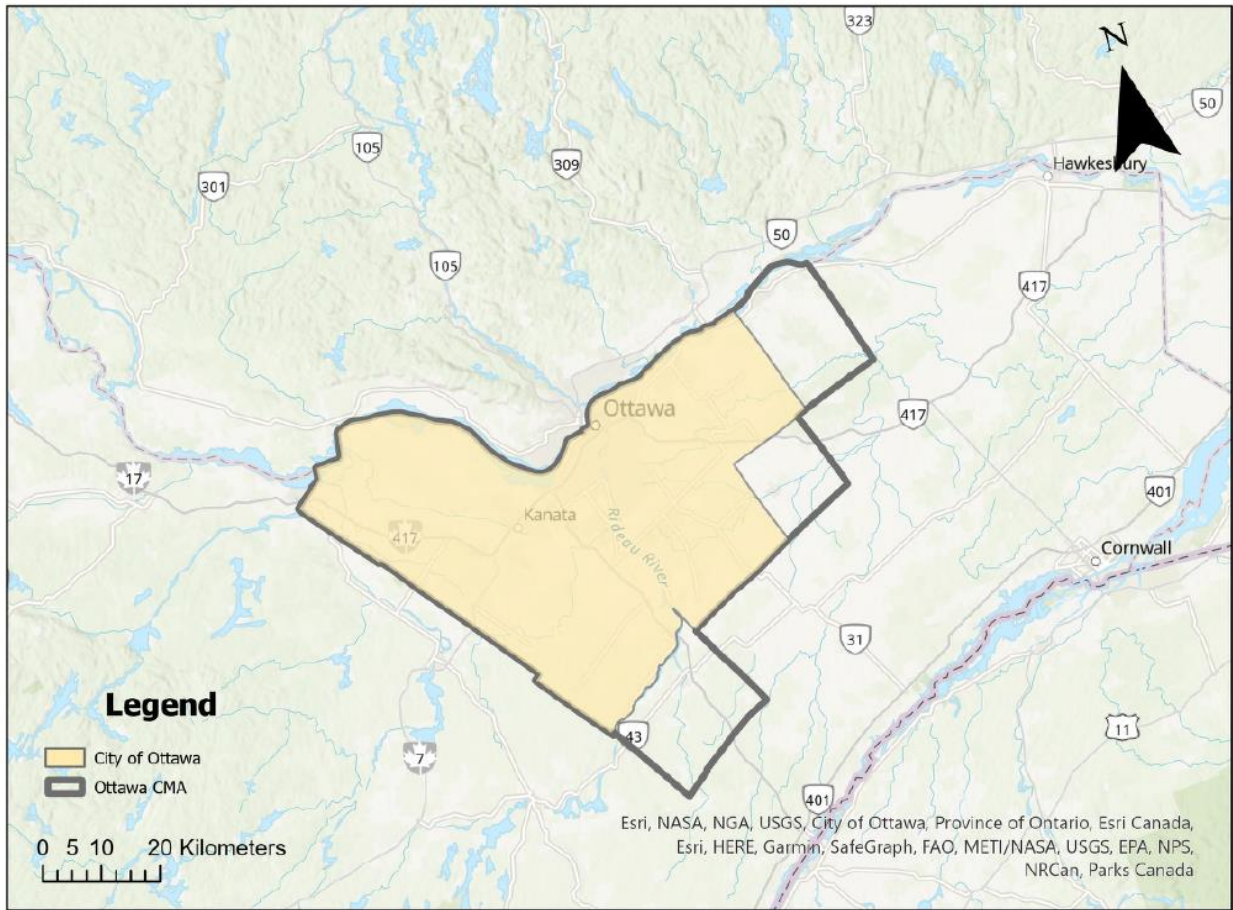 323
N
50
105
309
Hawkesbury
301
50
105
417
Ottawa
417
17
401
Kanata
417
Rideau River
Cornwall
31
Legend
43
11
City of Ottawa
7
Ottawa CMA
401
Esri, NASA, NGA, USGS, City of Ottawa, Province of Ontario, Esri Canada,
0 5 10 20 Kilometers
Esri, HERE, Garmin, SafeGraph, FAO, METI/NASA, USGS, EPA, NPS,
NRCan, Parks Canada